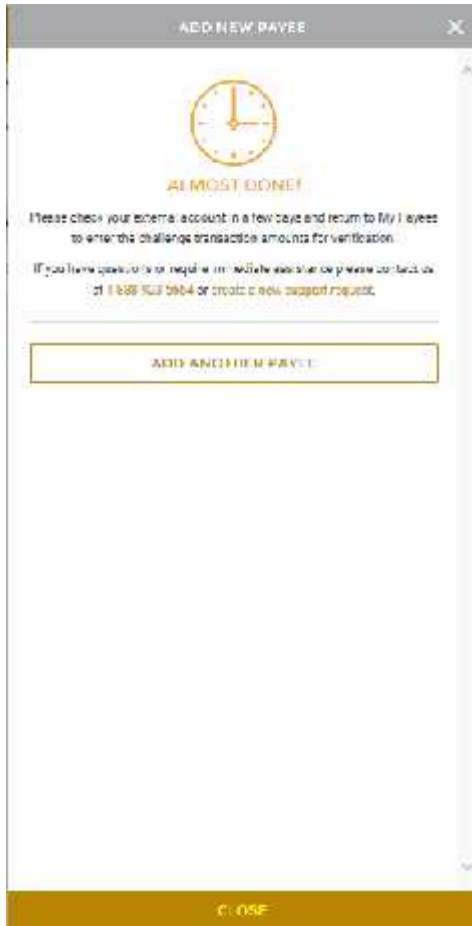 ADD NEW PAYEE
ALMOST DONE!
Please check your external account in a few days and return to My Payees
to enter the challenge transaction amounts for verification
If you have questions or require immediate assistance please contact us
at or create a new support request.
ADD ANOTHER PAYEE
CLOSE